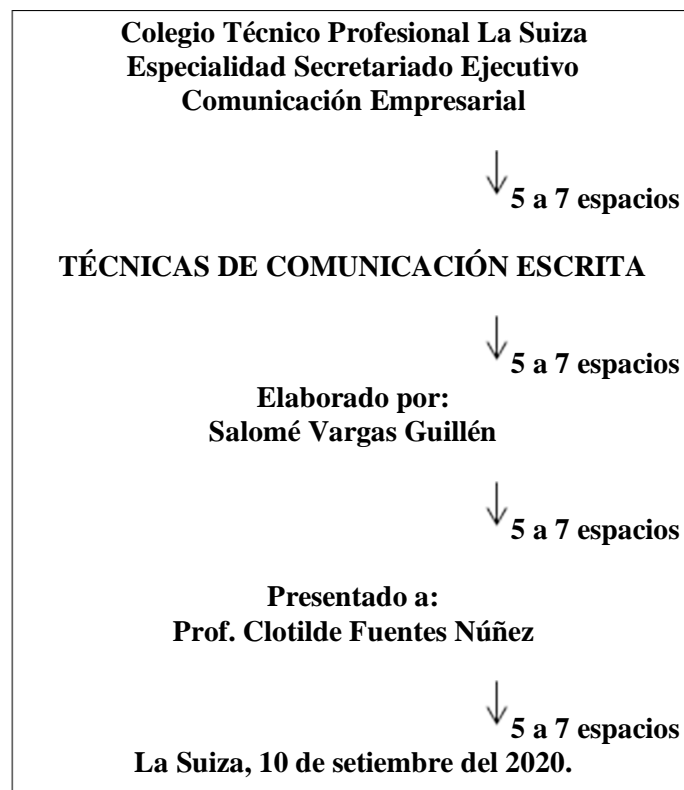 Colegio Técnico Profesional La Suiza
Especialidad Secretariado Ejecutivo
Comunicación Empresarial
5 a 7 espacios
TÉCNICAS DE COMUNICACIÓN ESCRITA
5 a 7 espacios
Elaborado por:
Salomé Vargas Guillén
5 a 7 espacios
Presentado a:
Prof. Clotilde Fuentes Núñez
5 a 7 espacios
La Suiza, 10 de setiembre del 2020.